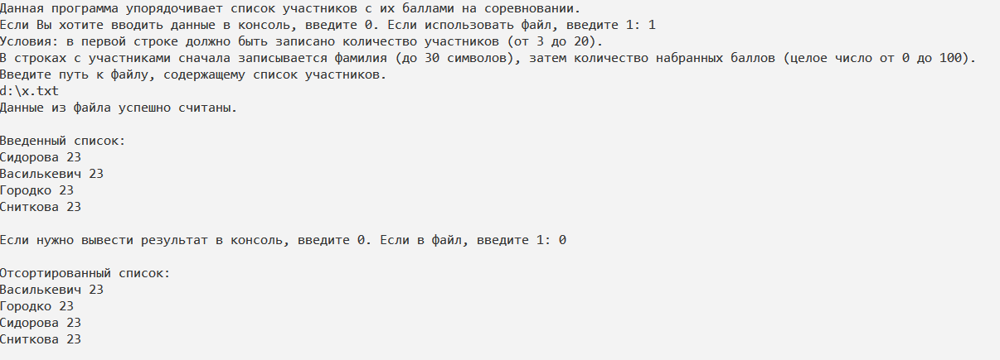 Данная программа упорядочивает список участников с их баллами на соревновании.
Если Вы хотите вводить данные в консоль, введите 0. Если использовать файл, введите 1: 1
Условия: в первой строке должно быть записано количество участников (от 3 до 20).
В строках с участниками сначала записывается фамилия (до 30 символов), затем количество набранных баллов (целое число от 0 до 100).
Введите путь к файлу, содержащему список участников.
d:\x.txt
Данные из файла успешно считаны.
Введенный список:
Сидорова 23
Василькевич 23
Городко 23
Сниткова 23
Если нужно вывести результат в консоль, введите 0. Если в файл, введите 1: 0
Отсортированный список:
Василькевич 23
Городко 23
Сидорова 23
Сниткова 23